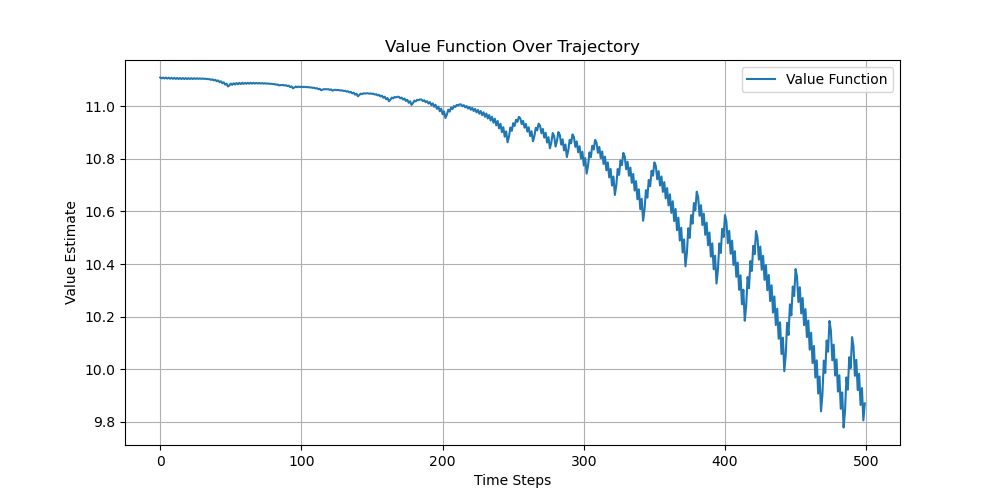 Value Function Over Trajectory
Value Function
Value Estimate
11.0
10.8
10.6
10.4
10.2
10.0
9.8
0 100 200 300 400 500
Time Steps